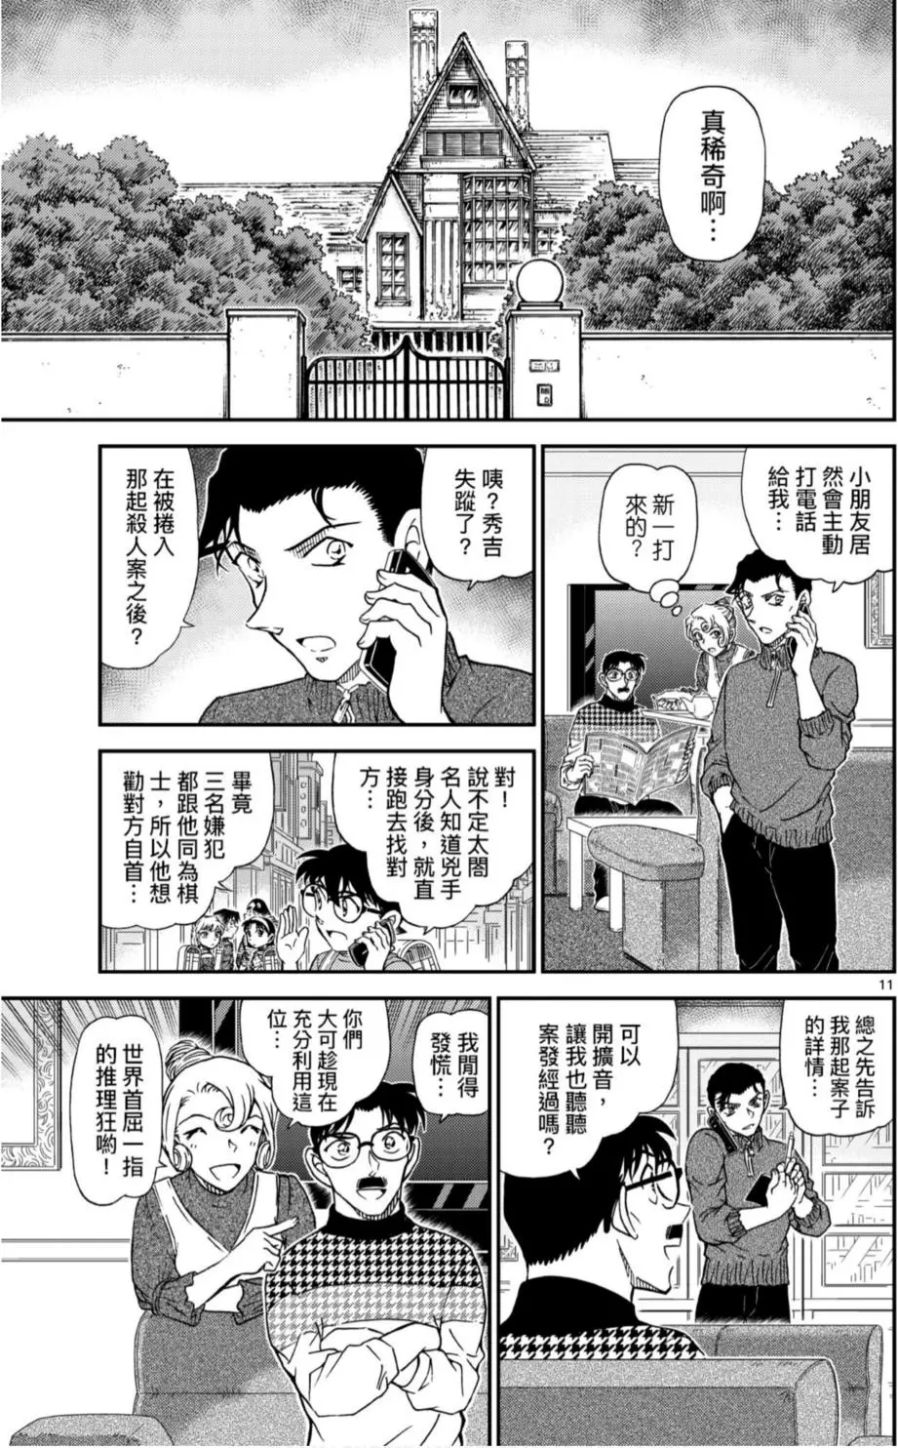 真稀奇啊…
小朋友居
然會主動
打電話
給我…
新一打
來的？
咦？秀吉
失蹤了？
在被捲入
那起殺人案之後？
對！
說不定太閤
名人知道兇手
身分後，就直
接跑去找對
方…
畢竟
三名嫌犯
都跟他同為棋
士，所以他想
勸對方自首…
11
總之先告訴
我那起案子
的詳情…
可以
開擴音，
讓我也聽聽
案發經過嗎？
我閒得
發慌…
你們
大可趁現在
充分利用這
位…
世界首屈一指
的推理狂喲！